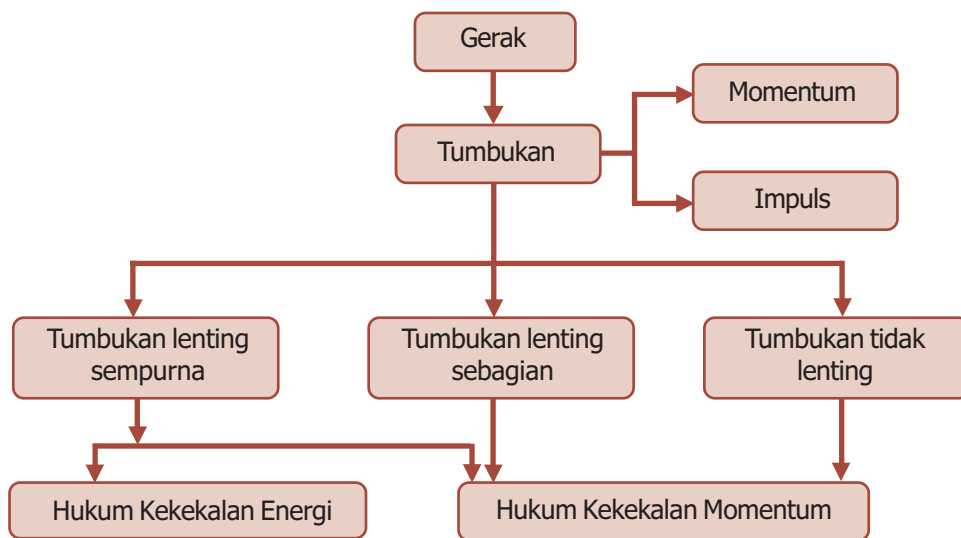 Gerak
Momentum
Tumbukan
Impuls
Tumbukan lenting
sempurna
Tumbukan lenting
sebagian
Tumbukan tidak
lenting
Hukum Kekekalan Energi
Hukum Kekekalan Momentum